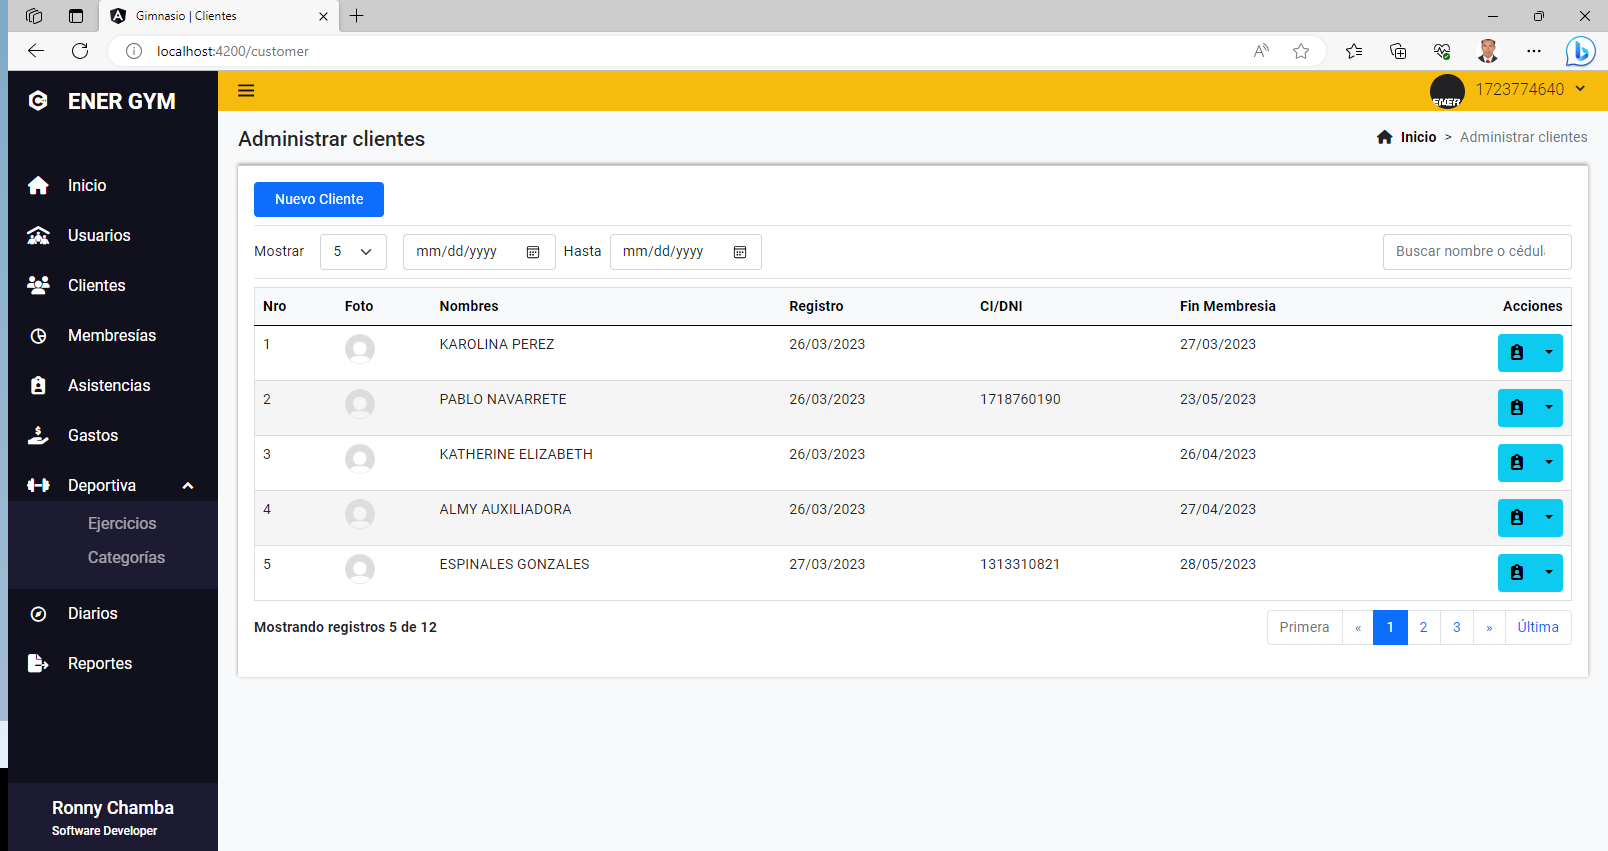 Gimnasio | Clientes
localhost:4200/customer
ENER GYM
ENER
1723774640
Administrar clientes
Inicio > Administrar clientes
Inicio
Usuarios
Clientes
Membresías
Asistencias
Gastos
Deportiva
Ejercicios
Categorías
Diarios
Reportes
Ronny Chamba
Software Developer
Nuevo Cliente
Mostrar 5 mm/dd/yyyy Hasta mm/dd/yyyy Buscar nombre o cédul
Nro Foto Nombres Registro CI/DNI Fin Membresia Acciones
1 KAROLINA PEREZ 26/03/2023 27/03/2023
2 PABLO NAVARRETE 26/03/2023 1718760190 23/05/2023
3 KATHERINE ELIZABETH 26/03/2023 26/04/2023
4 ALMY AUXILIADORA 26/03/2023 27/04/2023
5 ESPINALES GONZALES 27/03/2023 1313310821 28/05/2023
Mostrando registros 5 de 12
Primera « 1 2 3 » Última